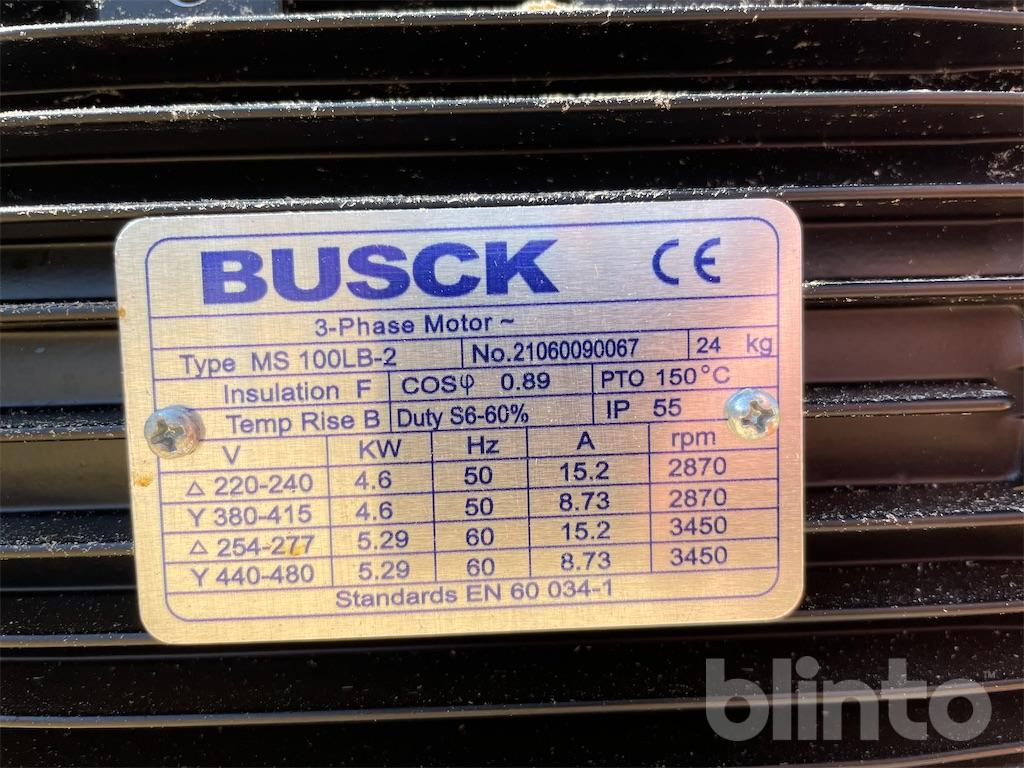 BUSCK CE
3-Phase Motor ~
Type MS 100LB-2 No.21060090067 24 kg
Insulation F COSφ 0.89 PTO 150°C
Temp Rise B Duty S6-60% IP 55
V KW Hz A rpm
Δ 220-240 4.6 50 15.2 2870
Y 380-415 4.6 50 8.73 2870
Δ 254-277 5.29 60 15.2 3450
Y 440-480 5.29 60 8.73 3450
Standards EN 60 034-1
blinto™